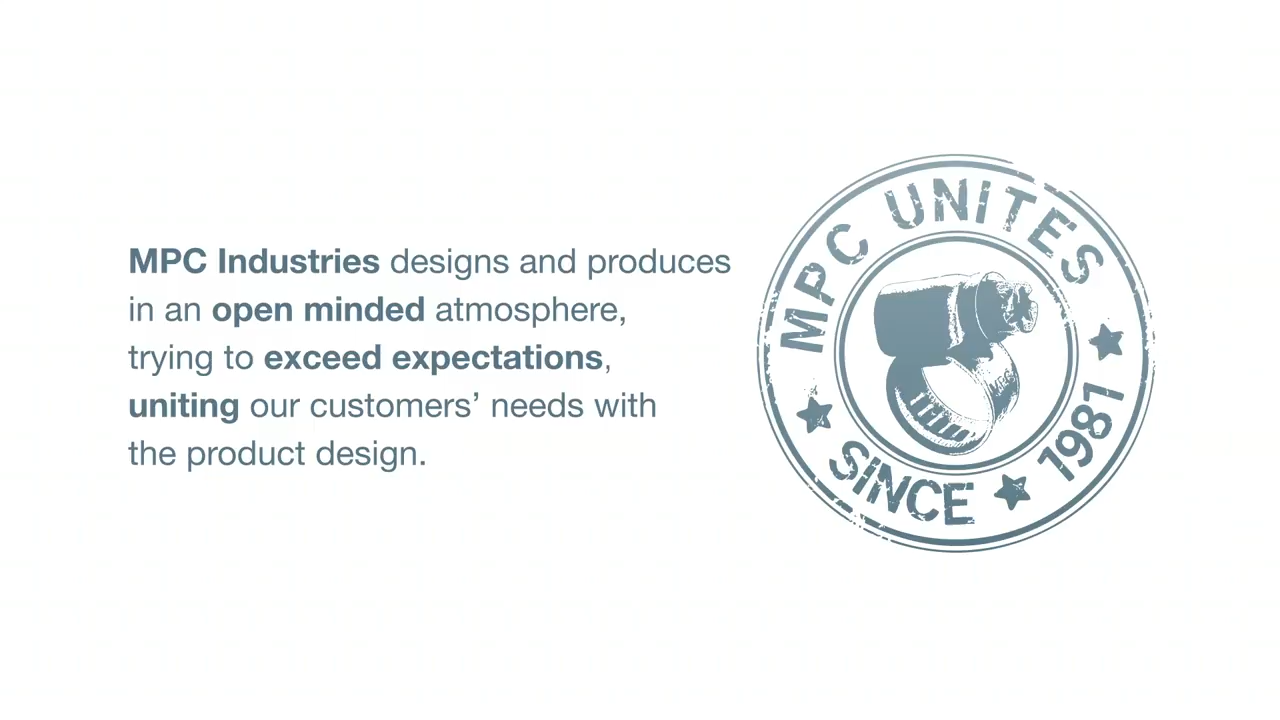 MPC Industries designs and produces
in an open minded atmosphere,
trying to exceed expectations,
uniting our customers’ needs with
the product design.
MPC UNITES
SINCE ★ 1981
MPC